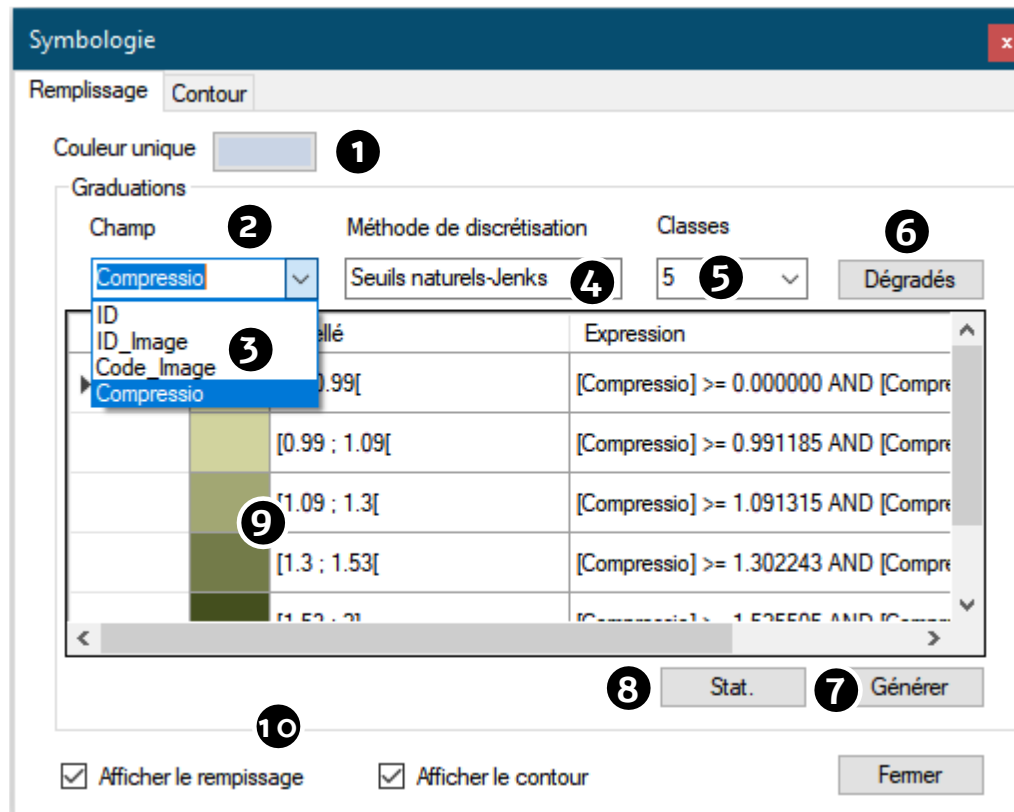 Symbologie x
Remplissage Contour
Couleur unique 1
Graduations
Champ 2 Méthode de discrétisation Classes 6
Compressio Seuils naturels-Jenks 4 5 5 Dégradés
ID
ID_Image 3
Code_Image
Compressio
Expression
0.99[ [Compressio] >= 0.000000 AND [Compre
[0.99 ; 1.09[ [Compressio] >= 0.991185 AND [Compre
9 [1.09 ; 1.3[ [Compressio] >= 1.091315 AND [Compre
[1.3 ; 1.53[ [Compressio] >= 1.302243 AND [Compre
8 Stat. 7 Générer
10
Afficher le rempissage Afficher le contour Fermer